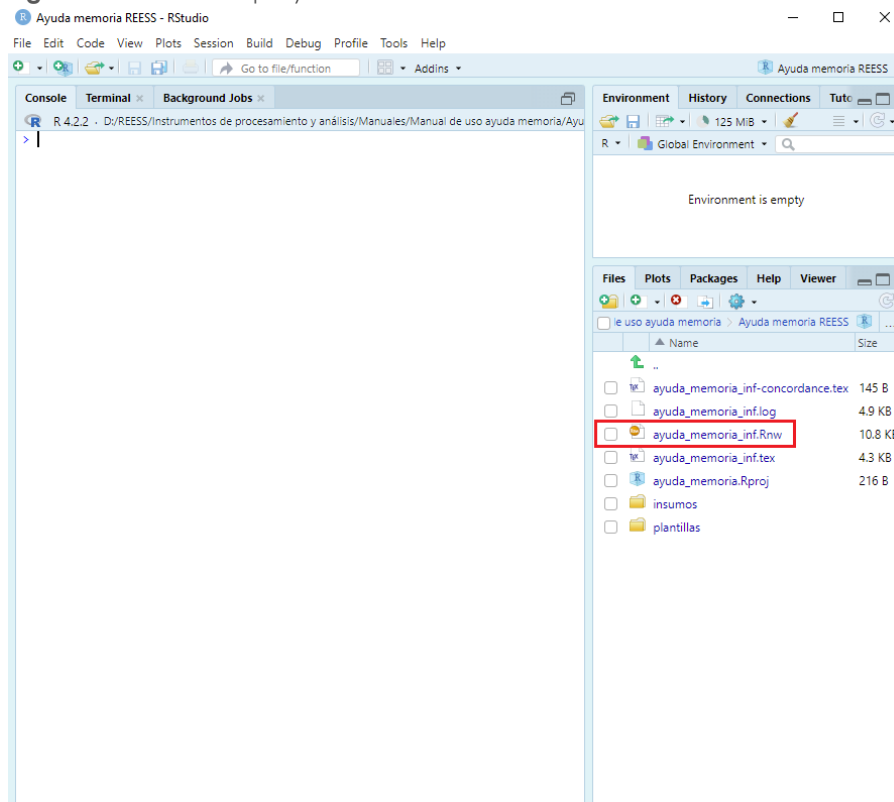 Ayuda memoria REESS - RStudio
File Edit Code View Plots Session Build Debug Profile Tools Help
Go to file/function Addins Ayuda memoria REESS
Console Terminal × Background Jobs ×
R 4.2.2 · D:/REESS/Instrumentos de procesamiento y análisis/Manuales/Manual de uso ayuda memoria/Ayu
>
Environment History Connections Tuto
125 MiB
R Global Environment
Environment is empty
Files Plots Packages Help Viewer
le uso ayuda memoria > Ayuda memoria REESS ...
Name Size
..
ayuda_memoria_inf-concordance.tex 145 B
ayuda_memoria_inf.log 4.9 KB
ayuda_memoria_inf.Rnw 10.8 KB
ayuda_memoria_inf.tex 4.3 KB
ayuda_memoria.Rproj 216 B
insumos
plantillas